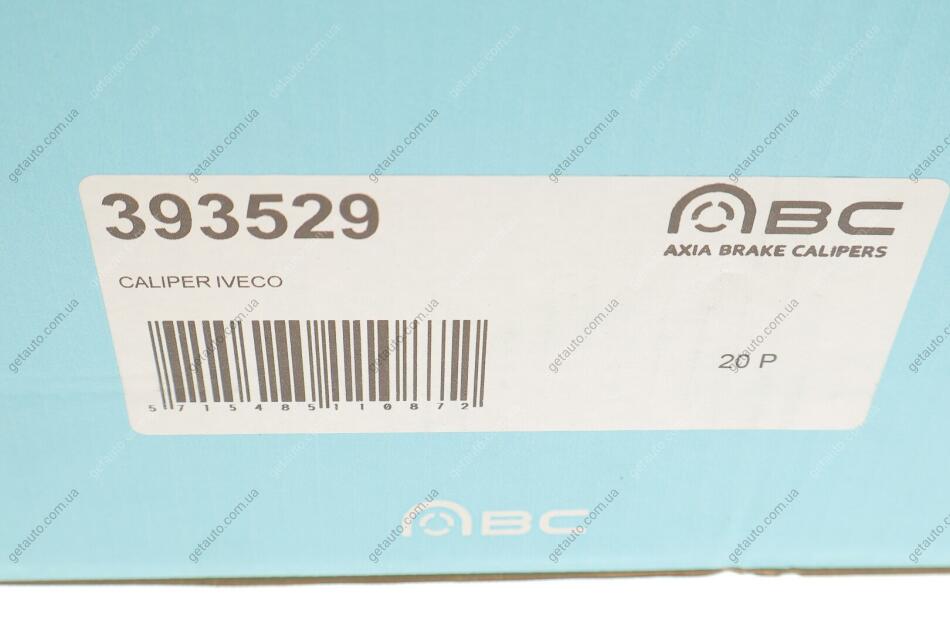 393529
ABC
AXIA BRAKE CALIPERS
CALIPER IVECO
5715485110872
20 P
ABC
getauto.com.ua